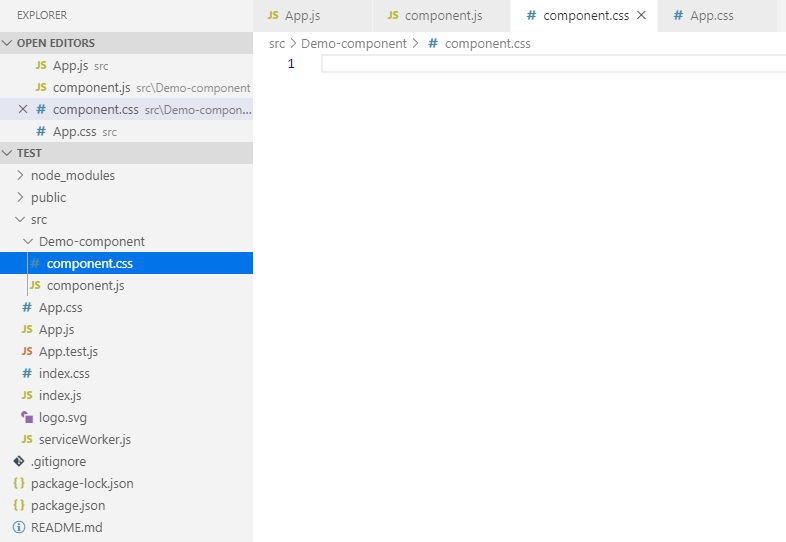 EXPLORER
OPEN EDITORS
JS App.js src
JS component.js src\Demo-component
# component.css src\Demo-compon...
# App.css src
TEST
node_modules
public
src
Demo-component
# component.css
JS component.js
# App.css
JS App.js
JS App.test.js
# index.css
JS index.js
logo.svg
JS serviceWorker.js
.gitignore
{} package-lock.json
{} package.json
README.md
JS App.js
JS component.js
# component.css
# App.css
src > Demo-component > # component.css
1